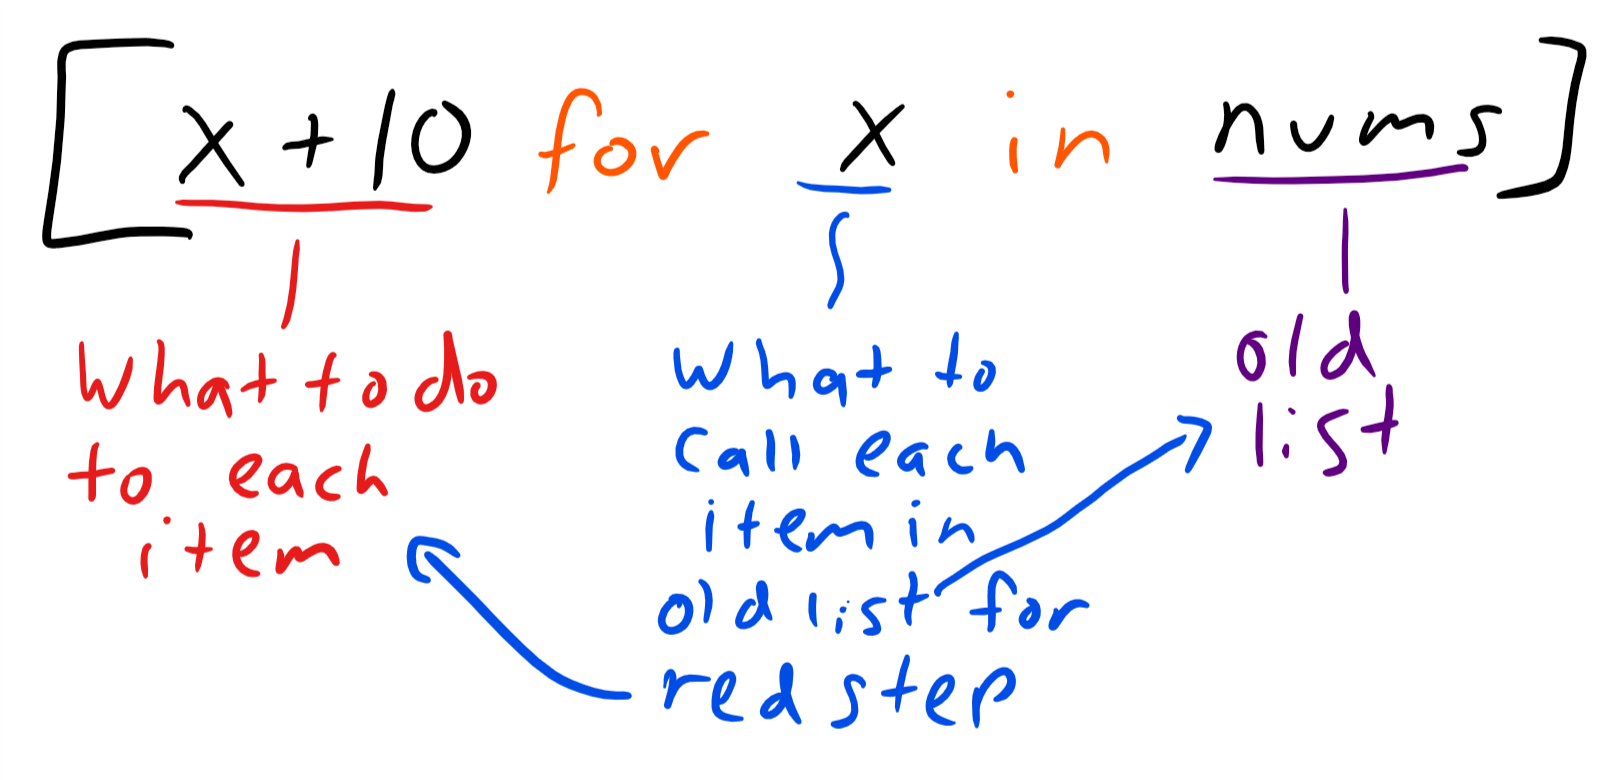 [x+10 for x in nums]
What to do
to each
item
What to
call each
item in
old list for
red step
old
list